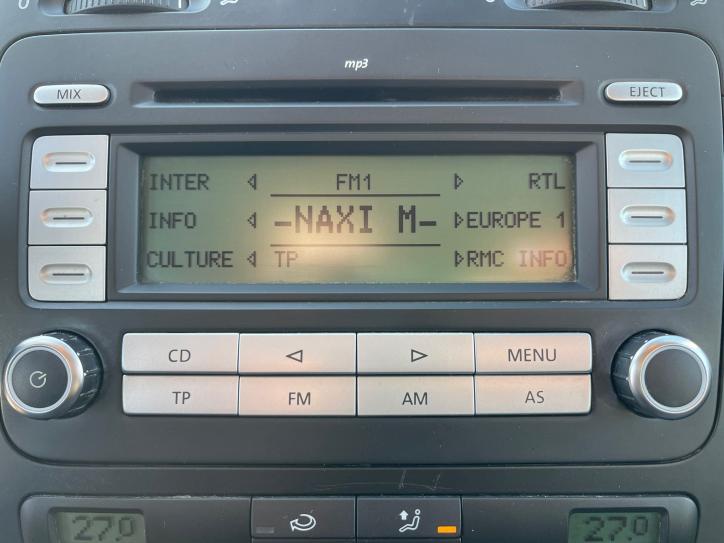 mp3
MIX EJECT
INTER FM1 RTL
INFO -NAXI M- EUROPE 1
CULTURE TP RMC INFO
CD MENU
TP FM AM AS
27.0 27.0